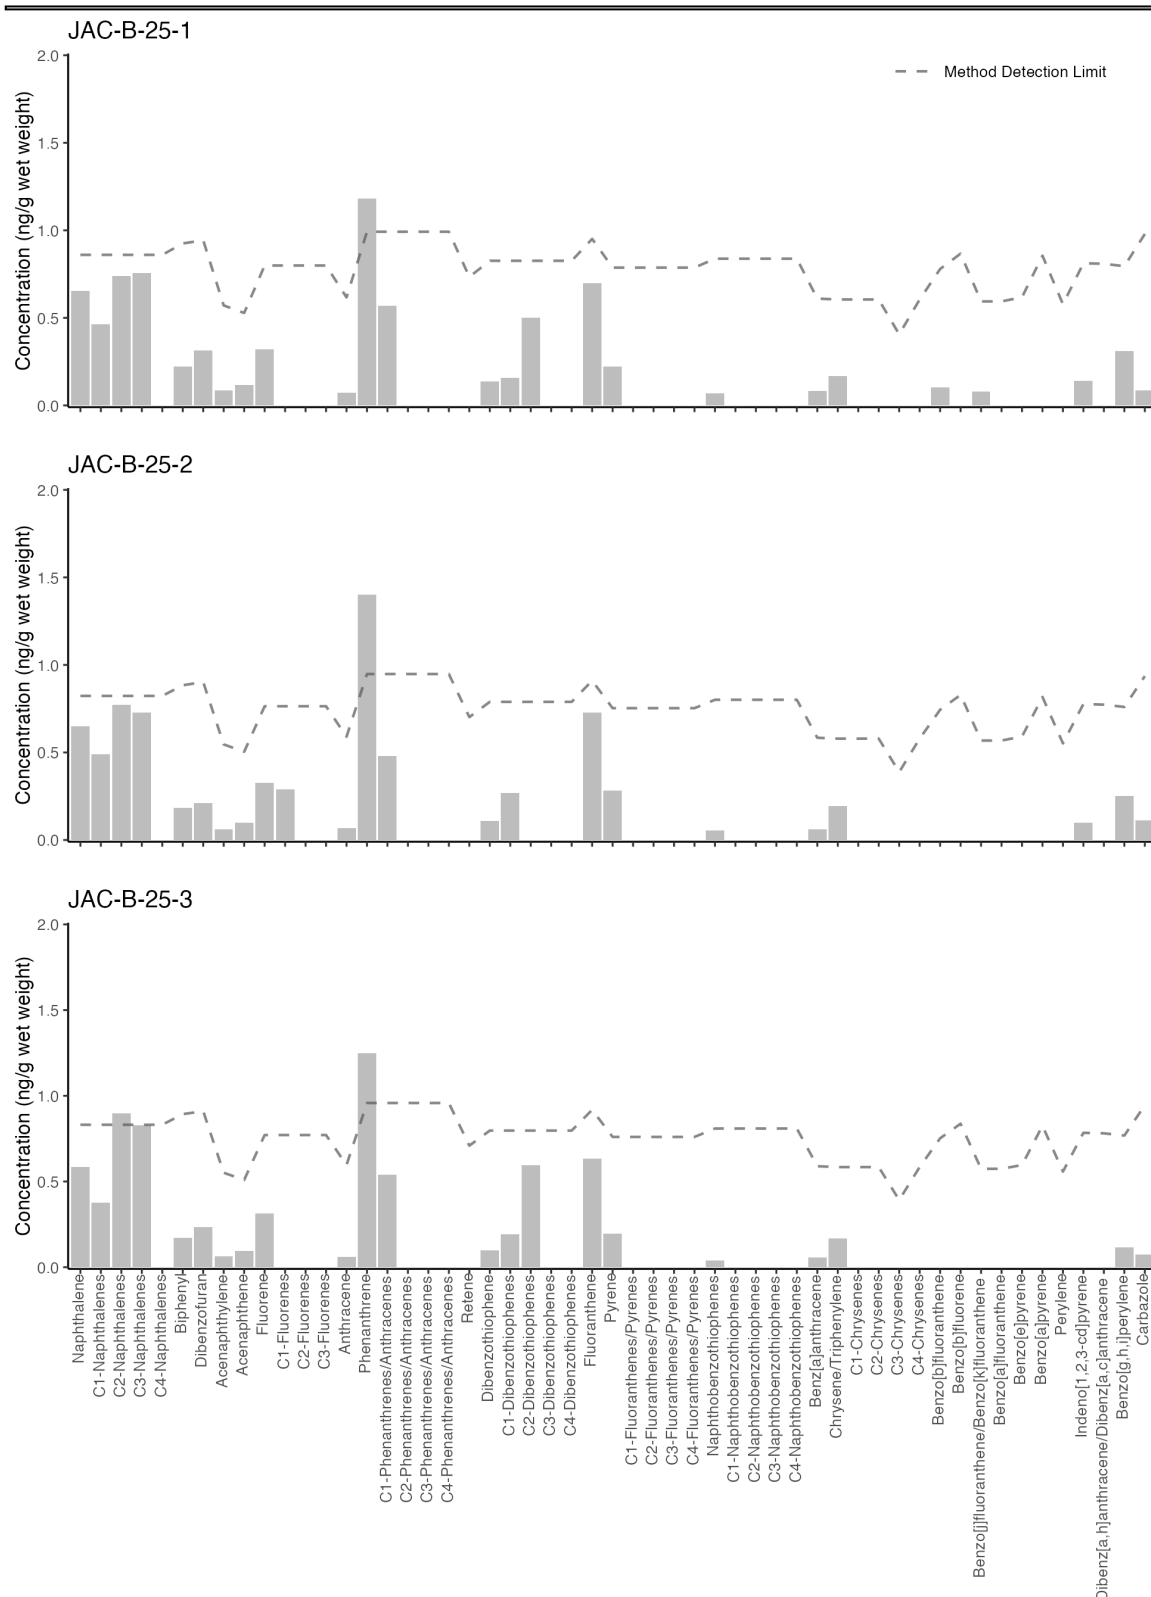 JAC-B-25-1
Method Detection Limit
Concentration (ng/g wet weight)
2.0
1.5
1.0
0.5
0.0
JAC-B-25-2
Concentration (ng/g wet weight)
2.0
1.5
1.0
0.5
0.0
JAC-B-25-3
Concentration (ng/g wet weight)
2.0
1.5
1.0
0.5
0.0
Naphthalene
C1-Naphthalenes
C2-Naphthalenes
C3-Naphthalenes
C4-Naphthalenes
Biphenyl
Dibenzofuran
Acenaphthylene
Acenaphthene
Fluorene
C1-Fluorenes
C2-Fluorenes
C3-Fluorenes
Anthracene
Phenanthrene
C1-Phenanthrenes/Anthracenes
C2-Phenanthrenes/Anthracenes
C3-Phenanthrenes/Anthracenes
C4-Phenanthrenes/Anthracenes
Retene
Dibenzothiophene
C1-Dibenzothiophenes
C2-Dibenzothiophenes
C3-Dibenzothiophenes
C4-Dibenzothiophenes
Fluoranthene
Pyrene
C1-Fluoranthenes/Pyrenes
C2-Fluoranthenes/Pyrenes
C3-Fluoranthenes/Pyrenes
C4-Fluoranthenes/Pyrenes
Naphthobenzothiophenes
C1-Naphthobenzothiophenes
C2-Naphthobenzothiophenes
C3-Naphthobenzothiophenes
C4-Naphthobenzothiophenes
Benz[a]anthracene
Chrysene/Triphenylene
C1-Chrysenes
C2-Chrysenes
C3-Chrysenes
C4-Chrysenes
Benzo[b]fluoranthene
Benzo[b]fluorene
Benzo[j]fluoranthene/Benzo[k]fluoranthene
Benzo[a]fluoranthene
Benzo[e]pyrene
Benzo[a]pyrene
Perylene
Indeno[1,2,3-cd]pyrene
Dibenz[a,h]anthracene/Dibenz[a,c]anthracene
Benzo[g,h,i]perylene
Carbazole